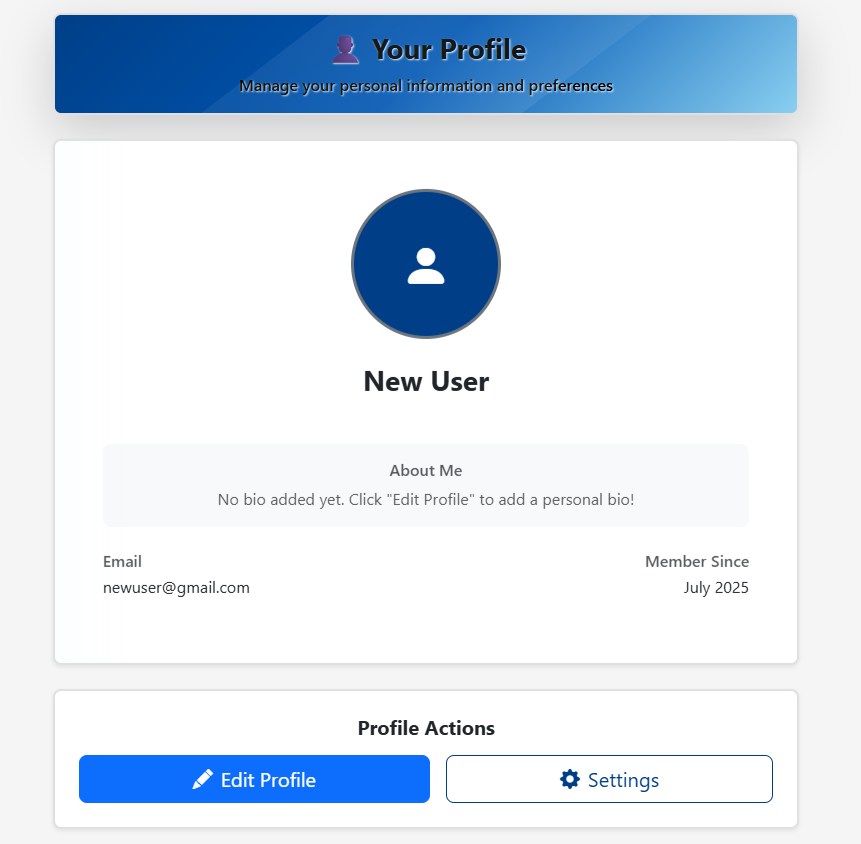 Your Profile
Manage your personal information and preferences
New User
About Me
No bio added yet. Click "Edit Profile" to add a personal bio!
Email
newuser@gmail.com
Member Since
July 2025
Profile Actions
Edit Profile
Settings